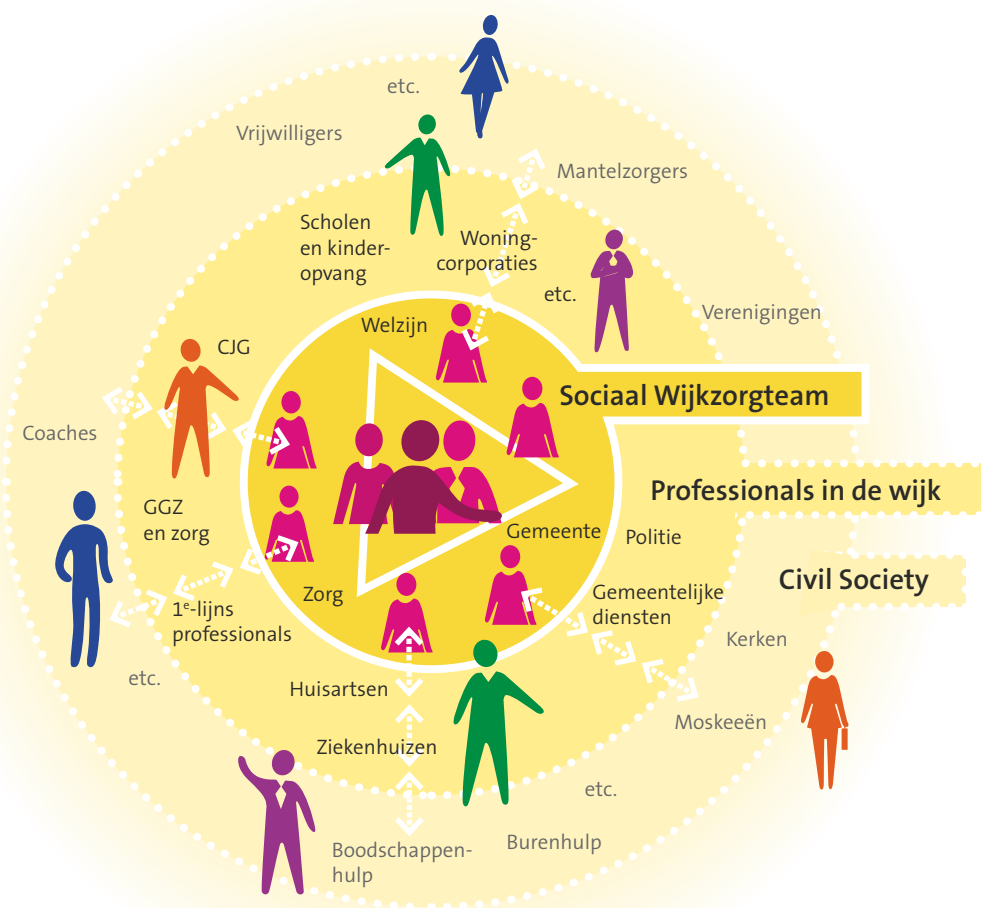 etc.
Vrijwilligers
Mantelzorgers
Scholen
en kinder-
opvang
Woning-
corporaties
etc.
Verenigingen
Welzijn
CJG
Sociaal Wijkzorgteam
Coaches
Professionals in de wijk
GGZ
en zorg
Gemeente
Politie
Civil Society
Zorg
Gemeentelijke
diensten
1e-lijns
professionals
Kerken
etc.
Huisartsen
Moskeeën
Ziekenhuizen
etc.
Burenhulp
Boodschappen-
hulp